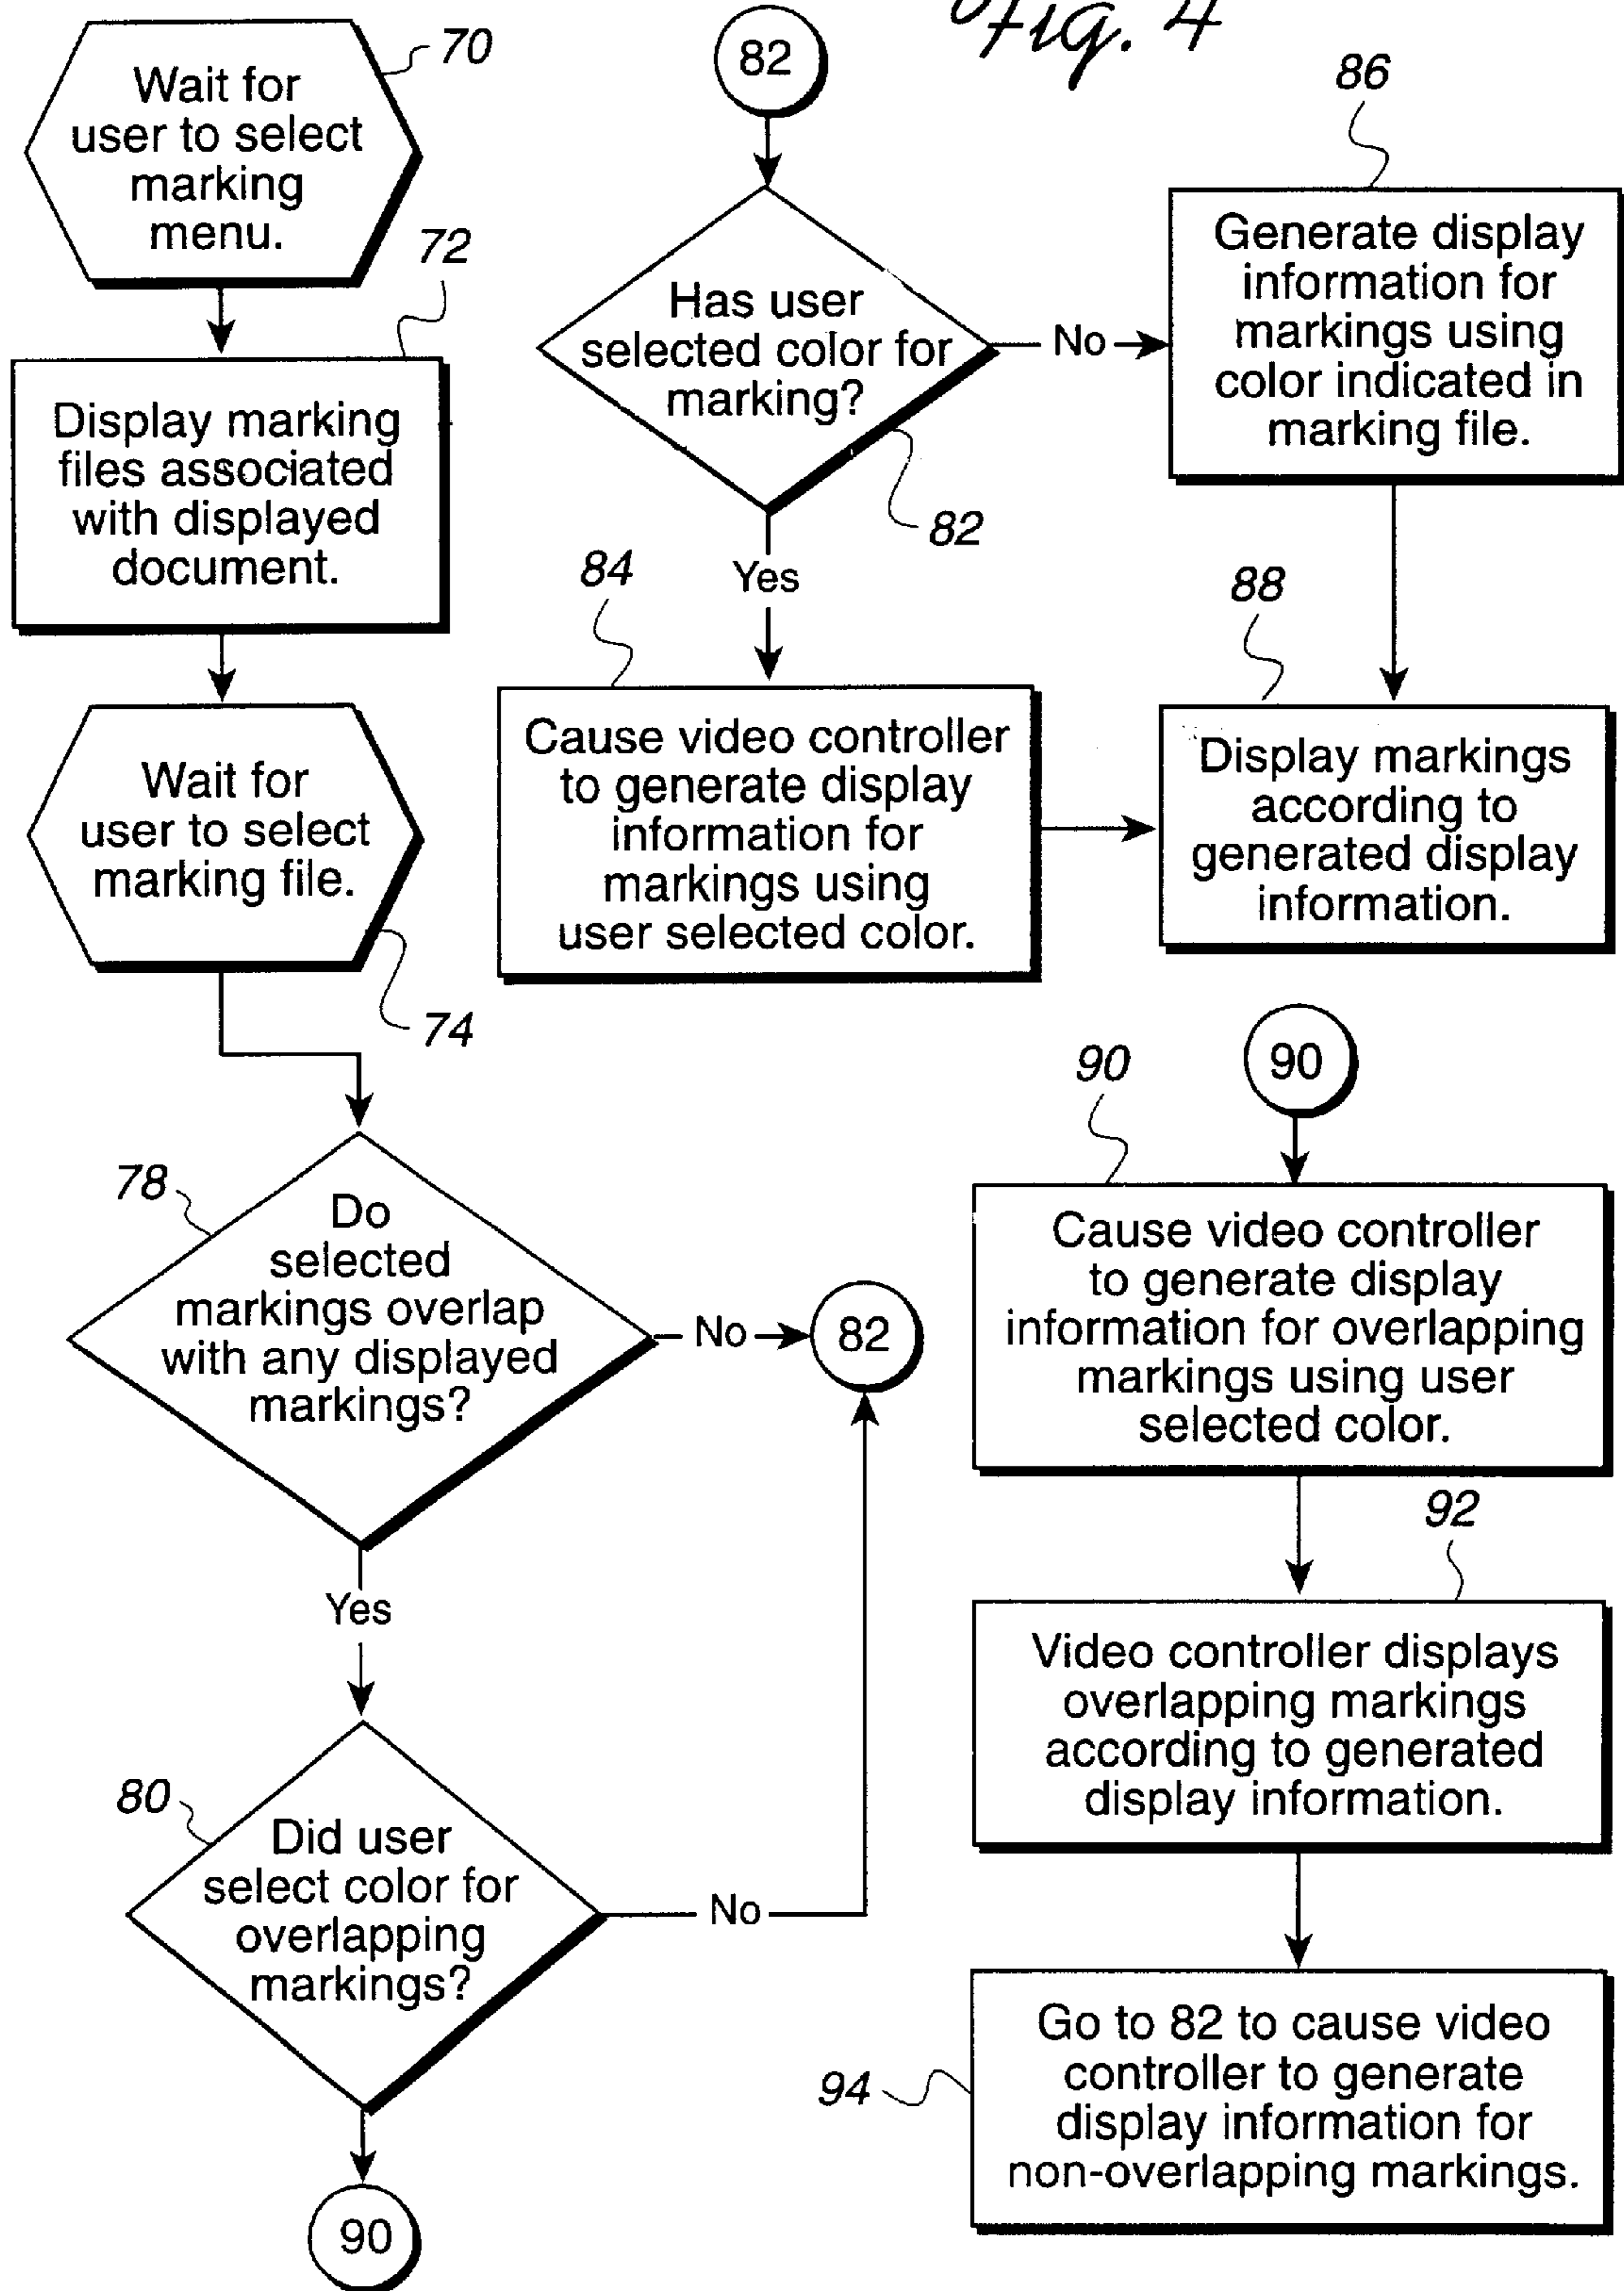 Fig. 4
70
Wait for
user to select
marking
menu.
72
Display marking
files associated
with displayed
document.
Wait for
user to select
marking file.
74
78
Do
selected
markings overlap
with any displayed
markings?
No
82
Yes
80
Did user
select color for
overlapping
markings?
No
90
82
Has user
selected color for
marking?
82
No
Yes
84
Cause video controller
to generate display
information for
markings using
user selected color.
86
Generate display
information for
markings using
color indicated in
marking file.
88
Display markings
according to
generated display
information.
90
90
Cause video controller
to generate display
information for overlapping
markings using user
selected color.
92
Video controller displays
overlapping markings
according to generated
display information.
94
Go to 82 to cause video
controller to generate
display information for
non-overlapping markings.